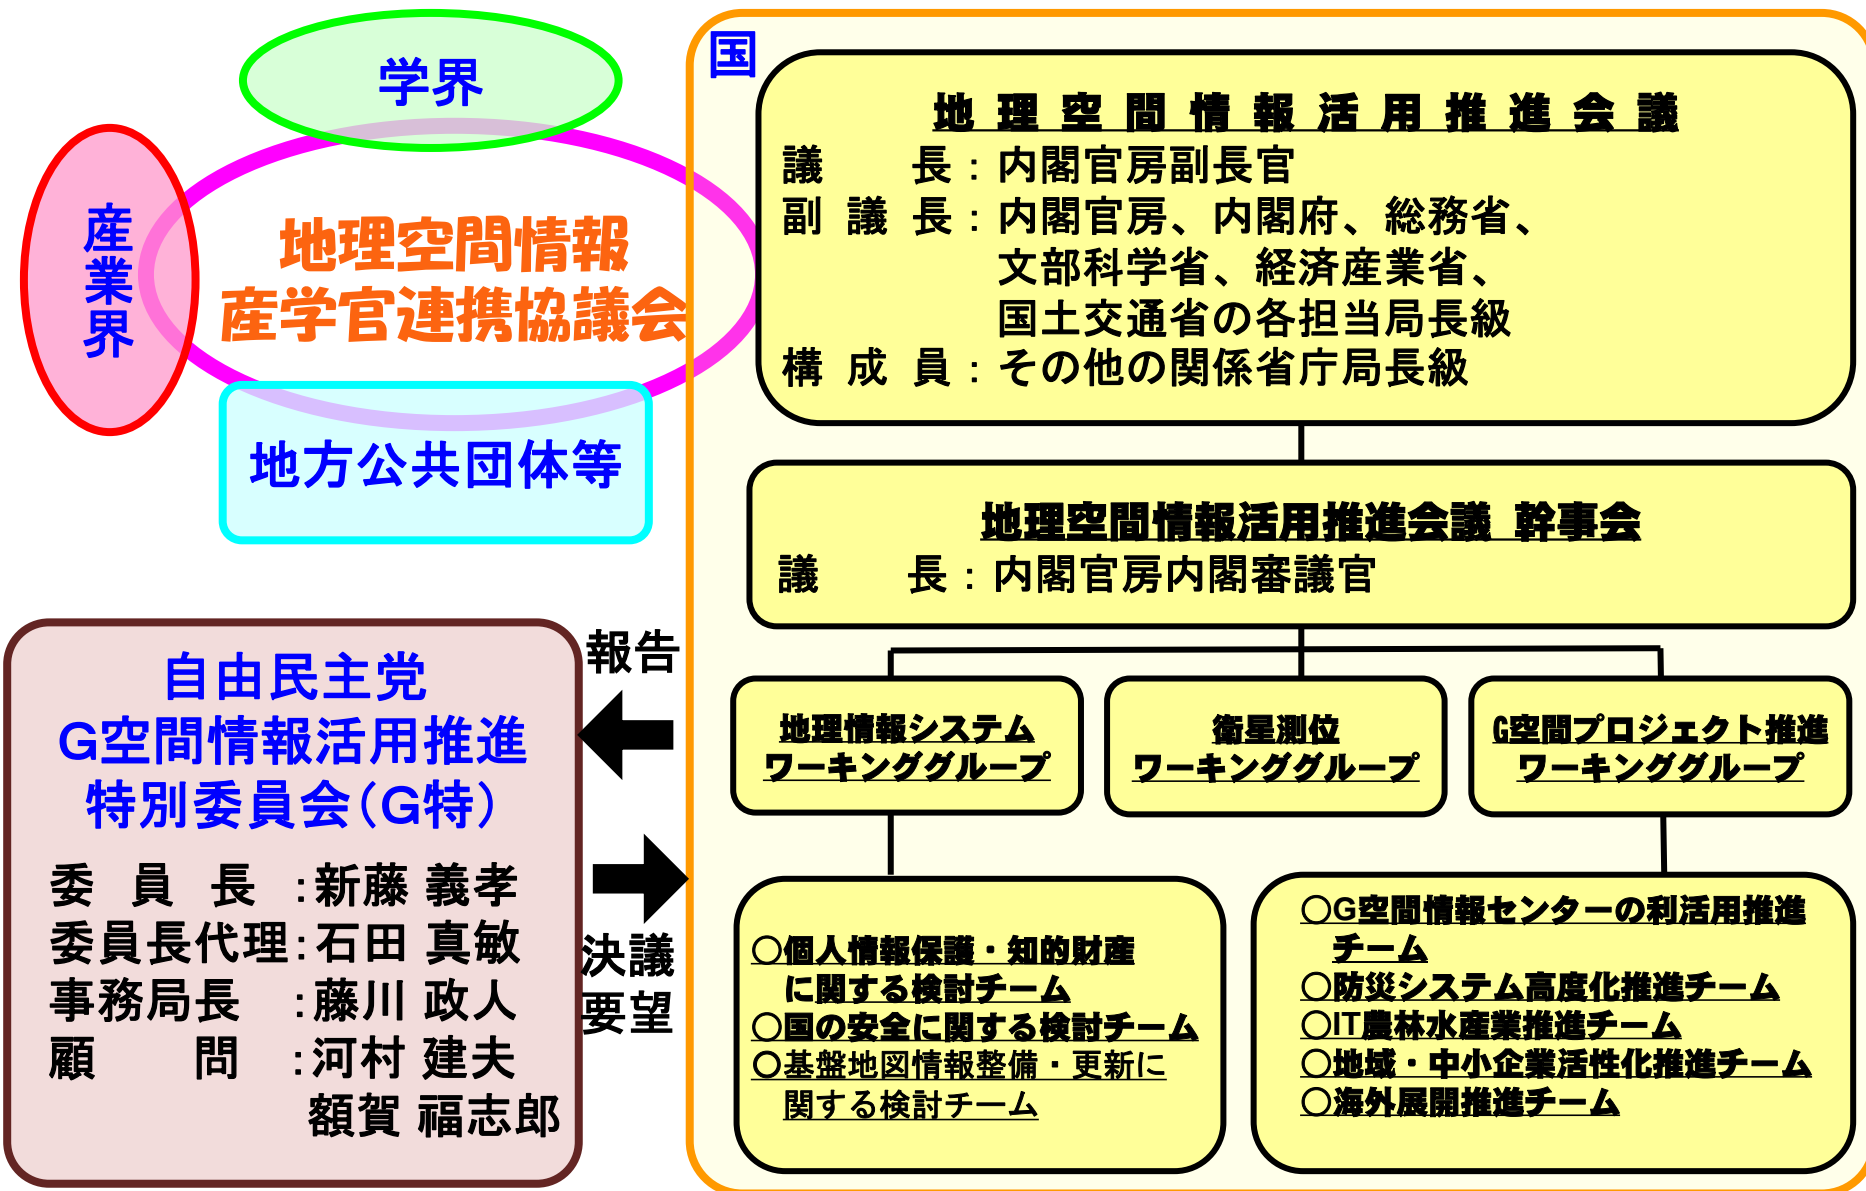 学界
産業界
地理空間情報
産学官連携協議会
地方公共団体等
国
地理空間情報活用推進会議
議　　長：内閣官房副長官
副 議 長：内閣官房、内閣府、総務省、
文部科学省、経済産業省、
国土交通省の各担当局長級
構 成 員：その他の関係省庁局長級
地理空間情報活用推進会議 幹事会
議　　長：内閣官房内閣審議官
地理情報システム
ワーキンググループ
衛星測位
ワーキンググループ
G空間プロジェクト推進
ワーキンググループ
〇個人情報保護・知的財産
に関する検討チーム
〇国の安全に関する検討チーム
〇基盤地図情報整備・更新に
関する検討チーム
〇G空間情報センターの利活用推進
チーム
〇防災システム高度化推進チーム
〇IT農林水産業推進チーム
〇地域・中小企業活性化推進チーム
〇海外展開推進チーム
自由民主党
G空間情報活用推進
特別委員会（G特）
委 員 長：新藤 義孝
委員長代理：石田 真敏
事務局長：藤川 政人
顧　　問：河村 建夫
額賀 福志郎
報告
決議
要望